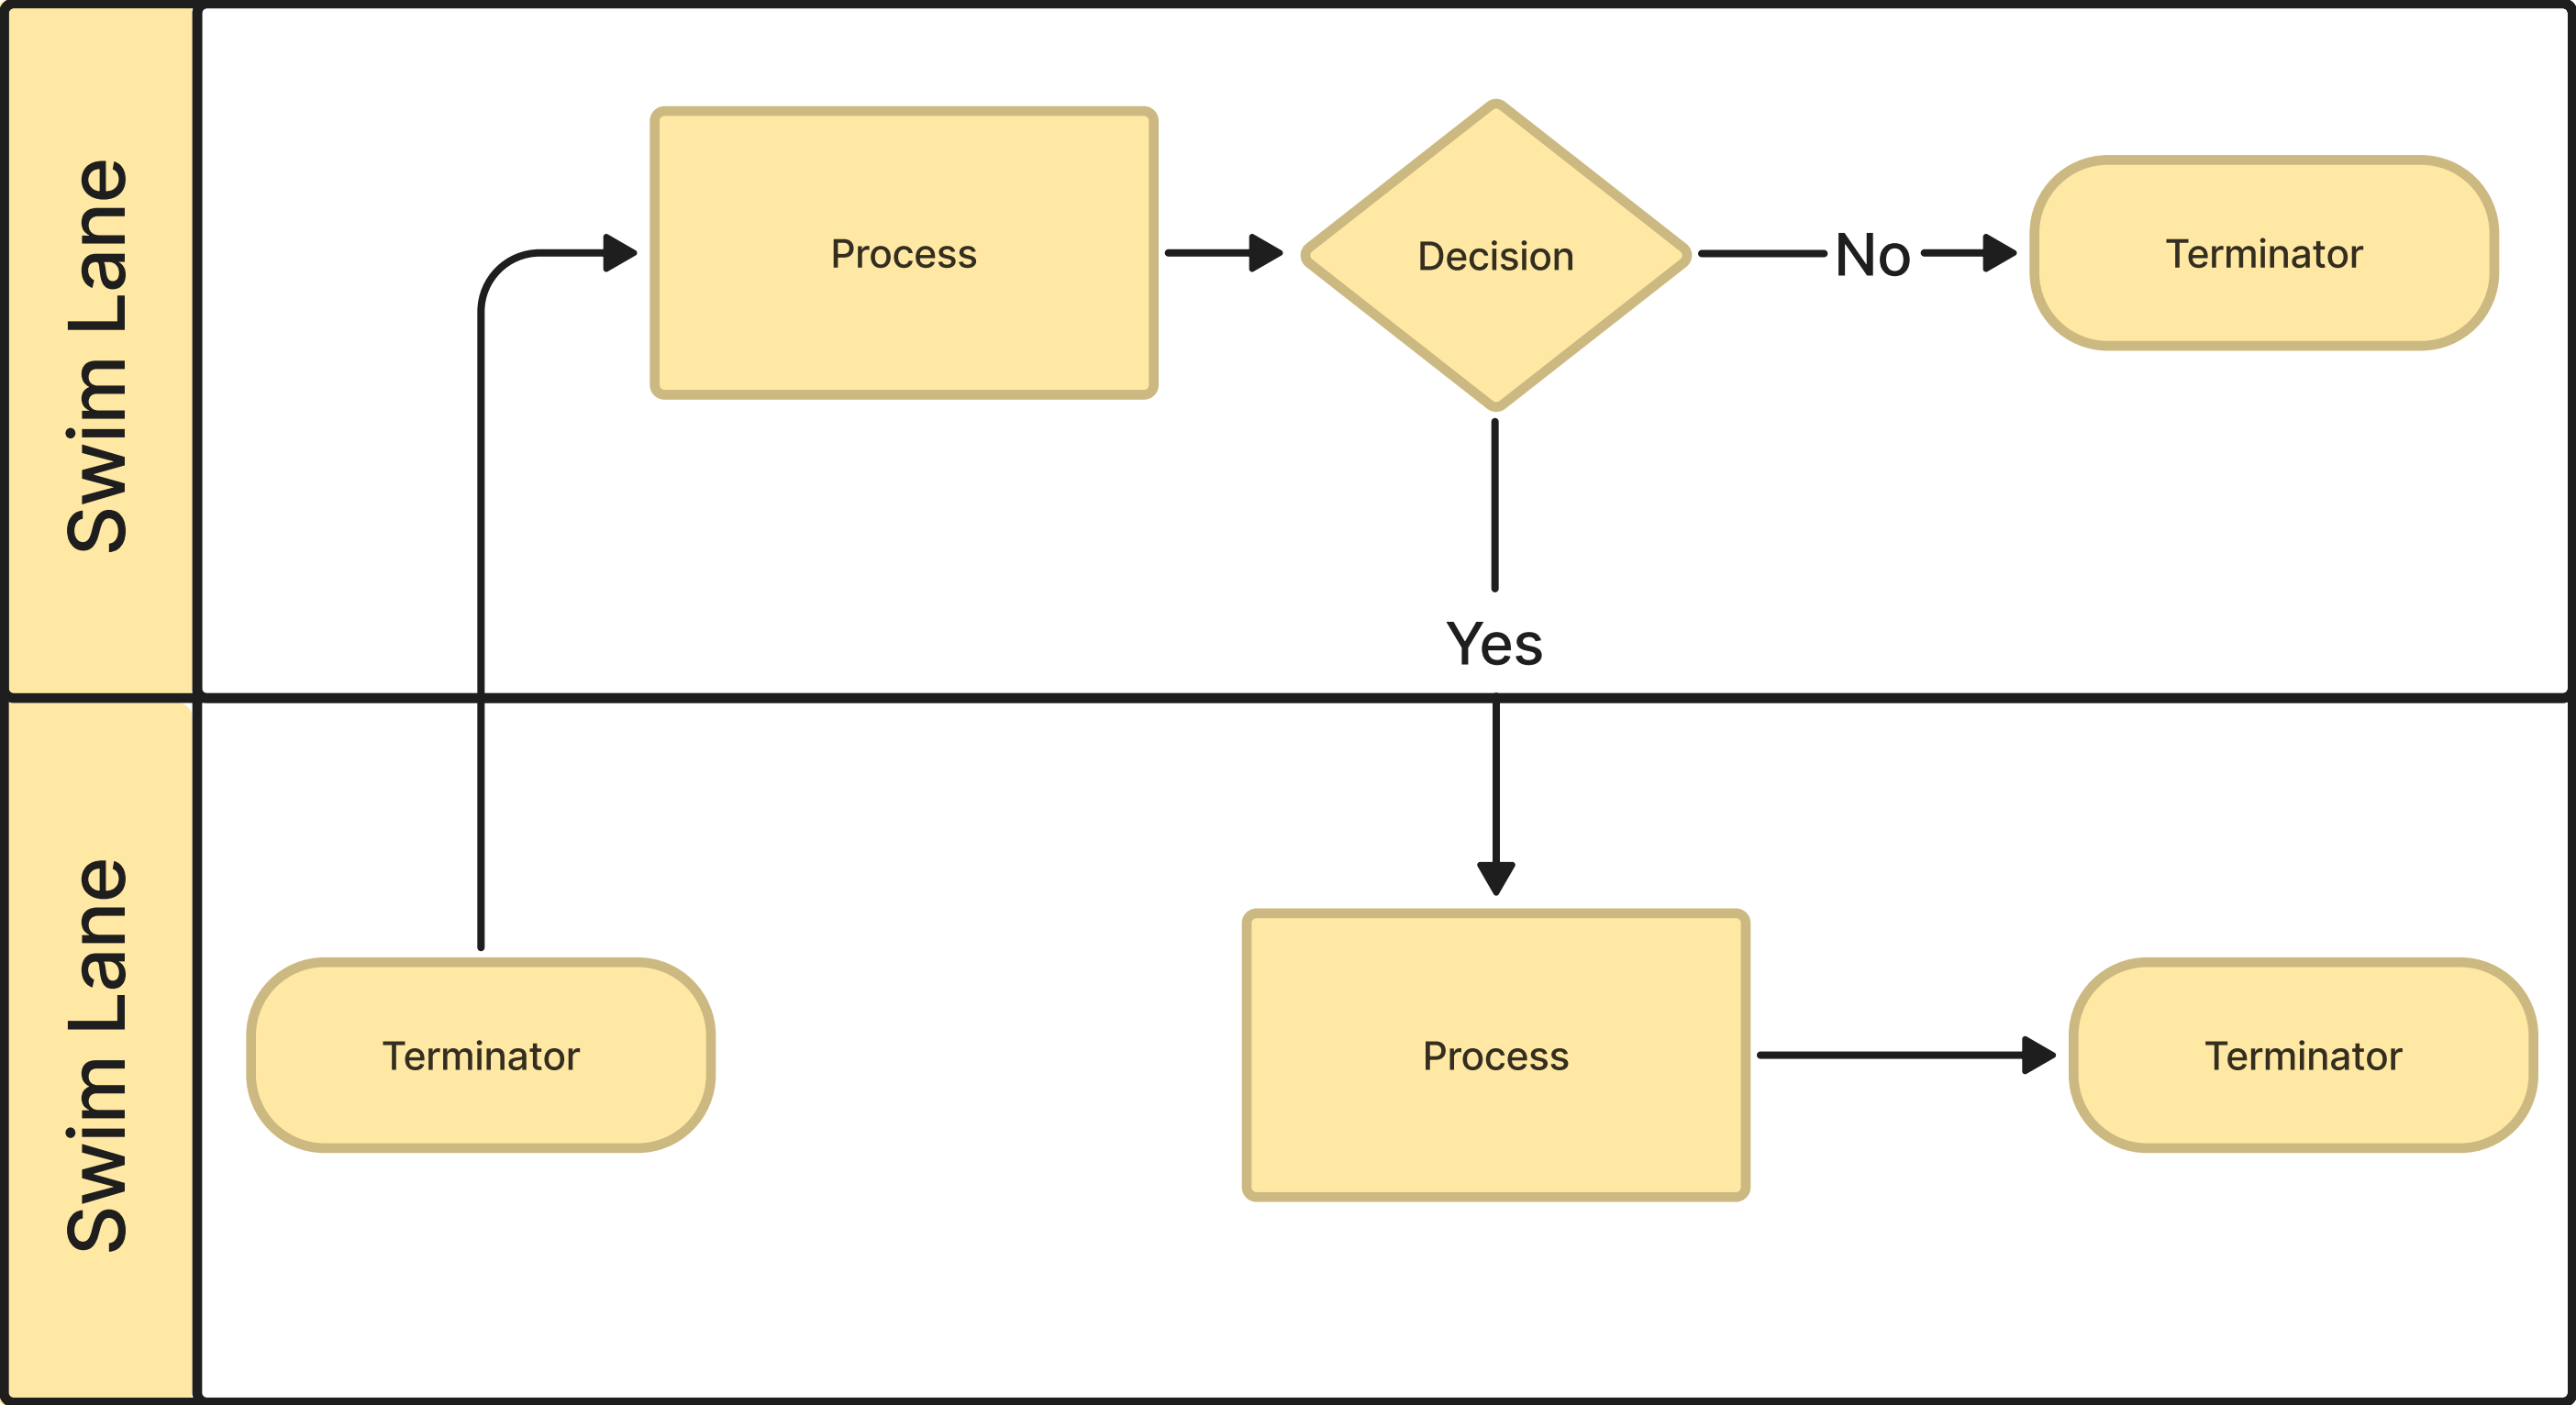 Swim Lane
Process
Decision
No
Terminator
Yes
Swim Lane
Terminator
Process
Terminator